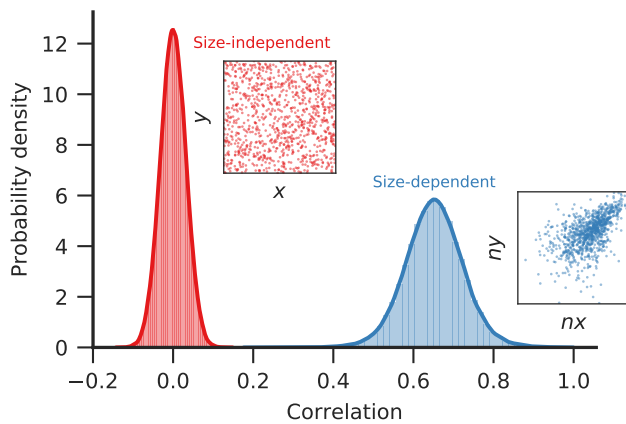 Size-independent
y
x
Size-dependent
ny
nx
Probability density
12
10
8
6
4
2
0
−0.2 0.0 0.2 0.4 0.6 0.8 1.0
Correlation